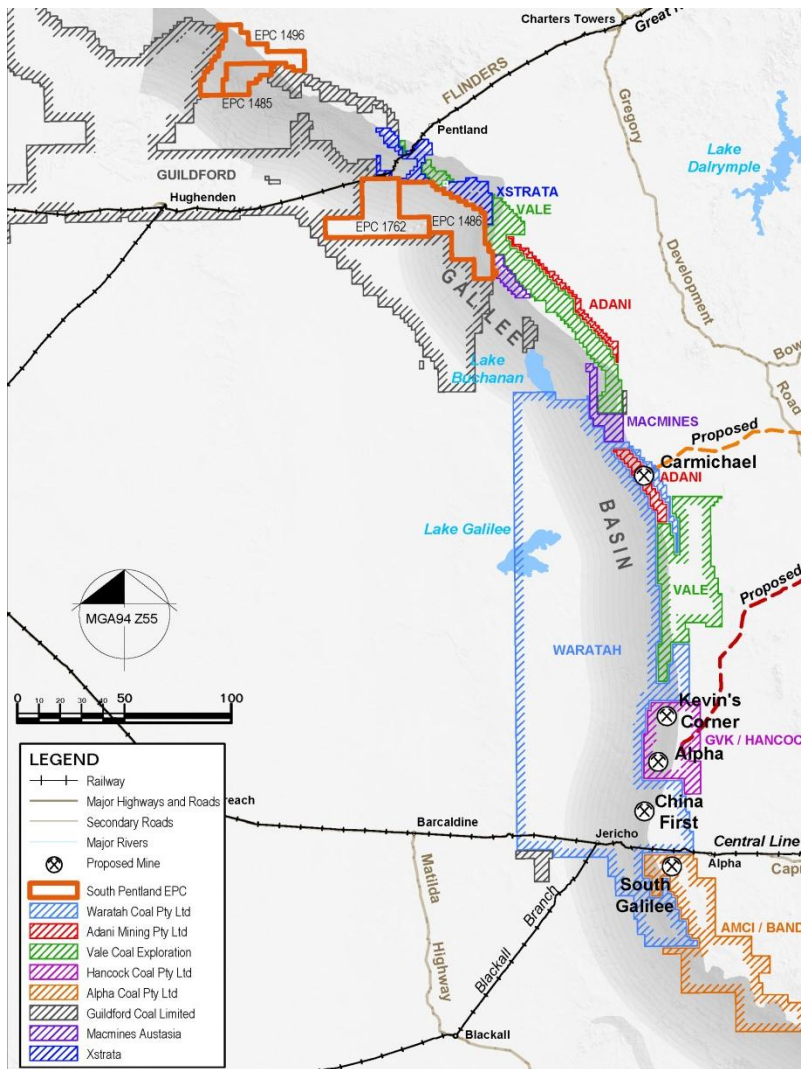 Charters Towers
Great
EPC 1496
FLINDERS
Gregory
EPC 1485
Pentland
Lake
Dalrymple
GUILDFORD
XSTRATA
Hughenden
VALE
EPC 1762
EPC 1486
Development
GALILEE
ADANI
Lake
Buchanan
Bow
Road
MACMINES
Proposed
Carmichael
ADANI
BASIN
Lake Galilee
Proposed
MGA94 Z55
VALE
WARATAH
0 10 20 30 40 50 100
Kevin's
Corner
GVK / HANCOCK
Alpha
LEGEND
Railway
Major Highways and Roads
reach
Secondary Roads
Major Rivers
Proposed Mine
South Pentland EPC
Waratah Coal Pty Ltd
Adani Mining Pty Ltd
Vale Coal Exploration
Hancock Coal Pty Ltd
Alpha Coal Pty Ltd
Guildford Coal Limited
Macmines Austasia
Xstrata
China
First
Barcaldine
Jericho
Central Line
Alpha
Capr
South
Galilee
Matilda
Highway
Blackall Branch
AMCI / BAND
Blackall